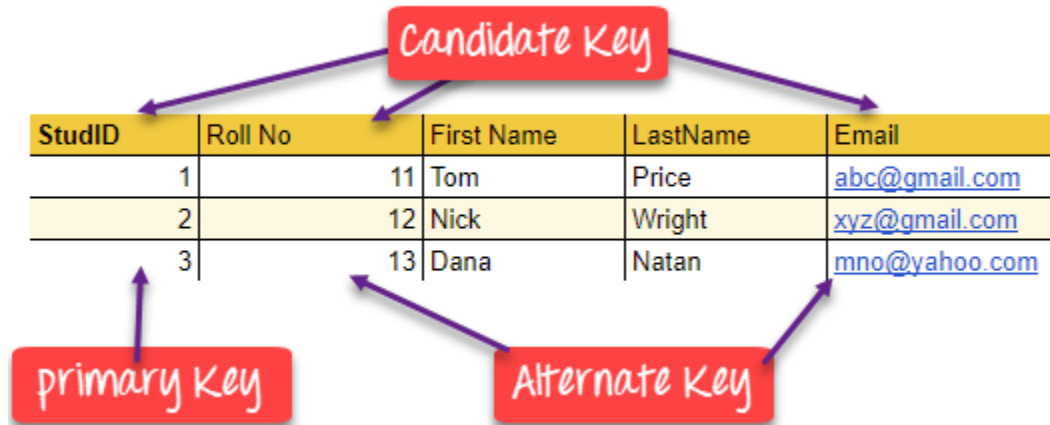 Candidate Key
StudID Roll No First Name LastName Email
1 11 Tom Price abc@gmail.com
2 12 Nick Wright xyz@gmail.com
3 13 Dana Natan mno@yahoo.com
primary Key Alternate Key